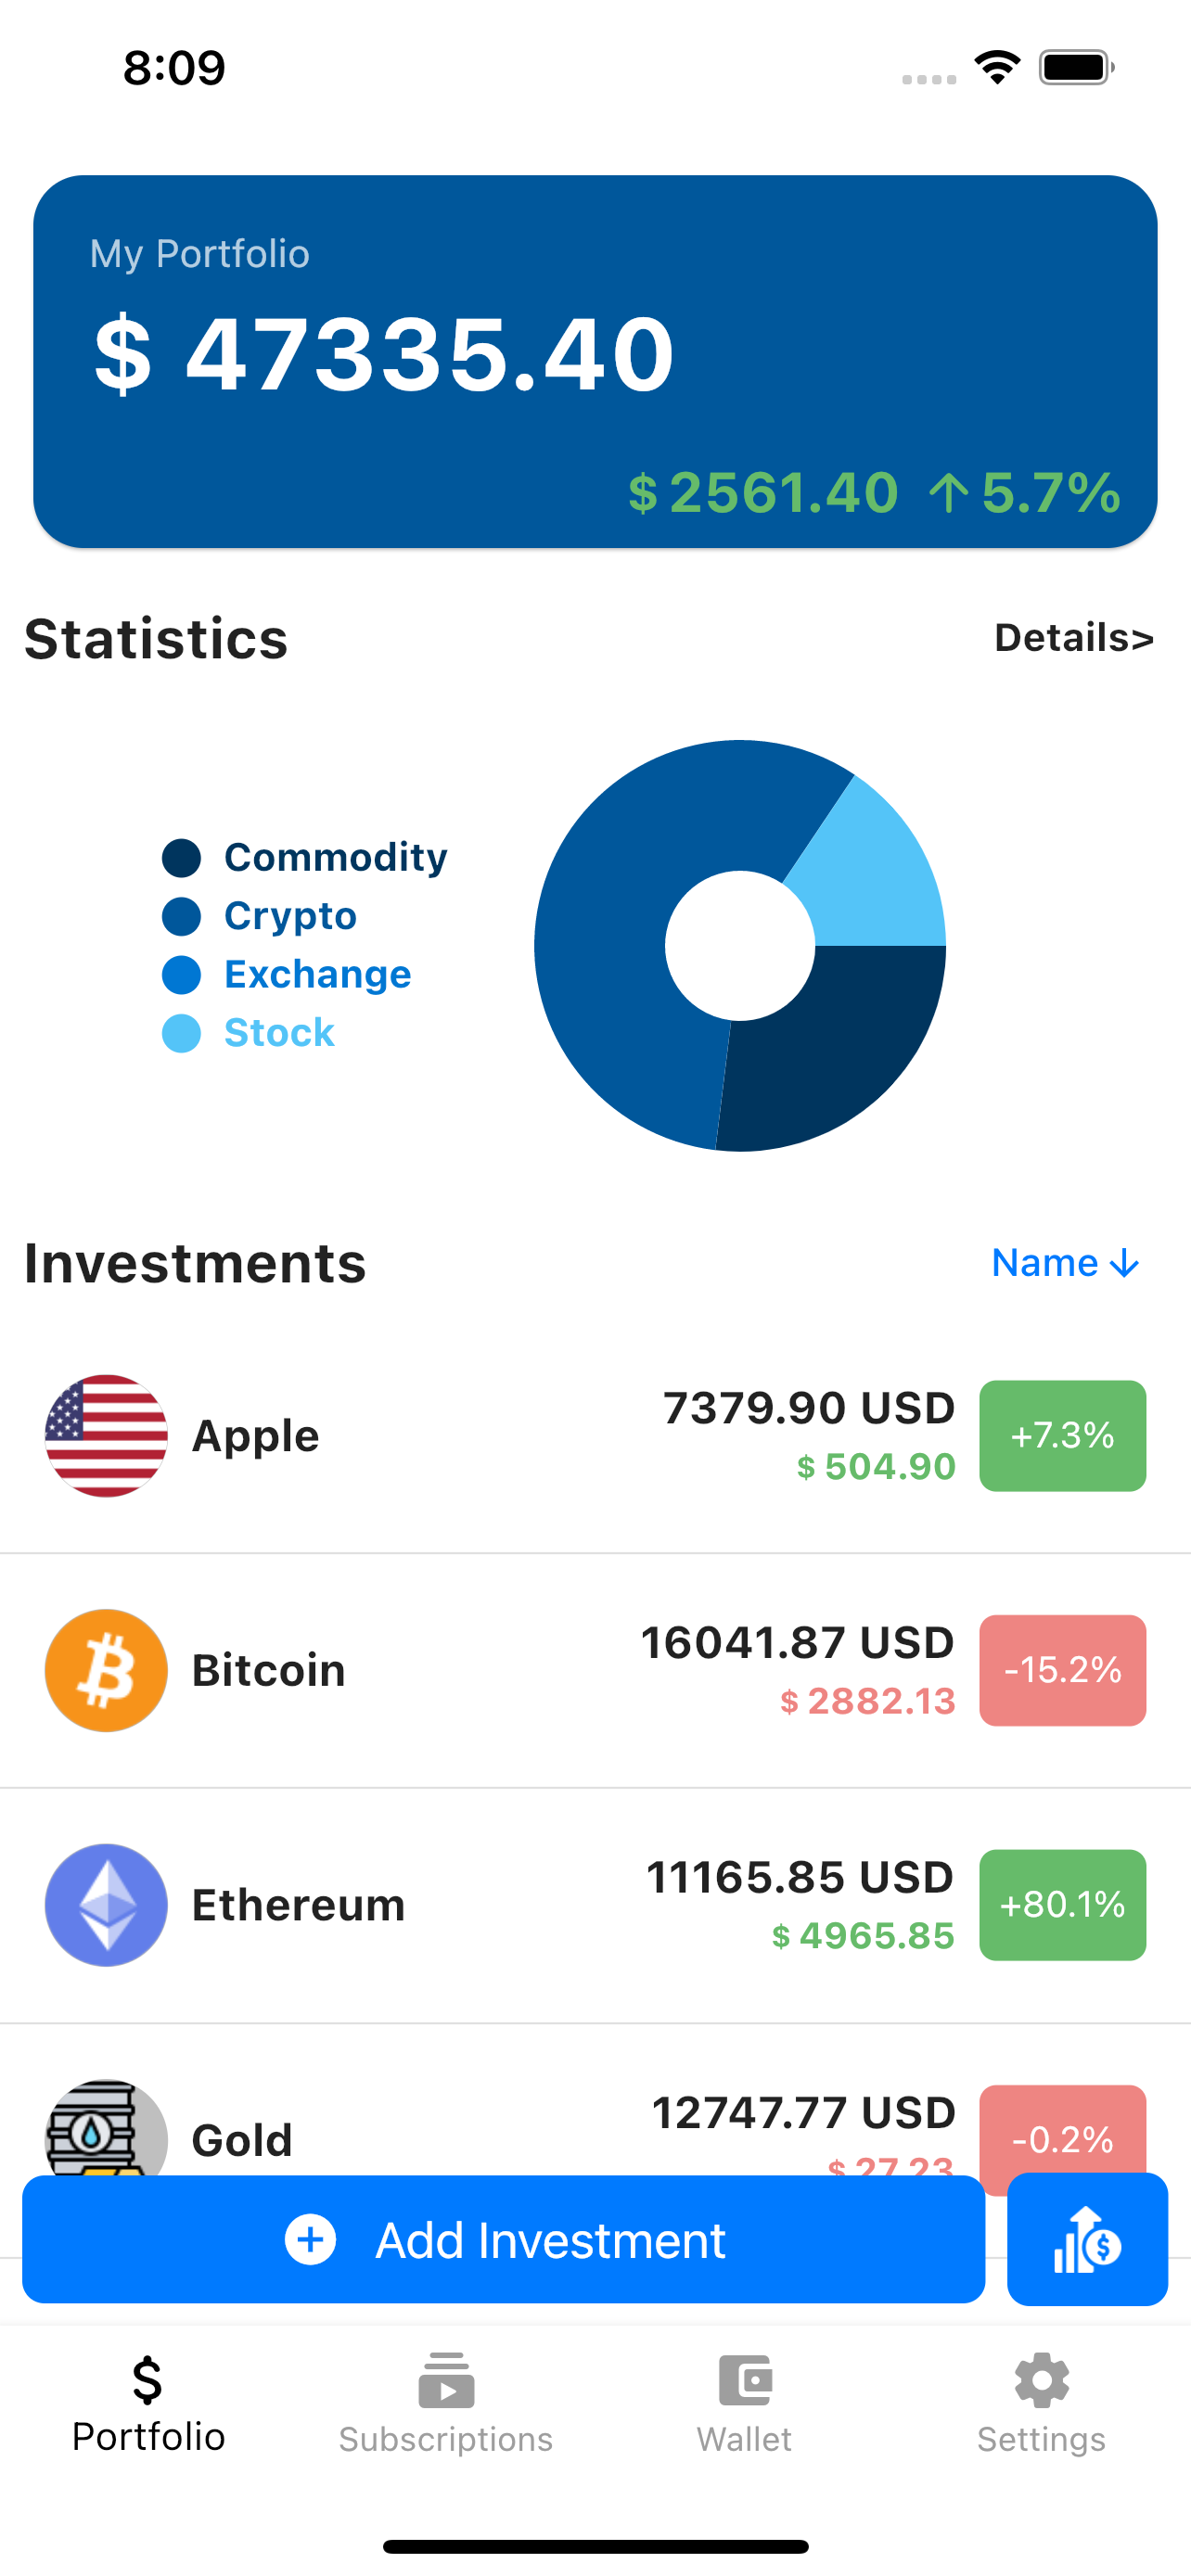 8:09
My Portfolio
$ 47335.40
$ 2561.40 ↑ 5.7%
Statistics
Details>
Commodity
Crypto
Exchange
Stock
Investments
Name ↓
Apple
7379.90 USD
$ 504.90
+7.3%
Bitcoin
16041.87 USD
$ 2882.13
-15.2%
Ethereum
11165.85 USD
$ 4965.85
+80.1%
Gold
12747.77 USD
$ 27.23
-0.2%
Add Investment
Portfolio
Subscriptions
Wallet
Settings